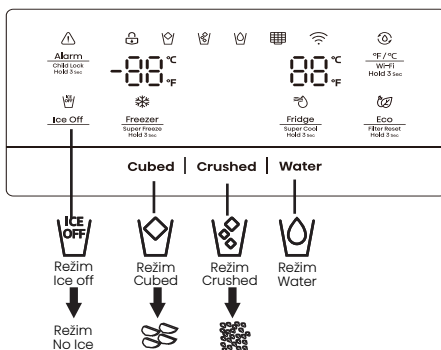 Alarm
Child Lock
Hold 3 Sec
-88 °C °F
88 °C °F
°F/°C
Wi-Fi
Hold 3 Sec
ICE OFF
Ice Off
Freezer
Super Freeze
Hold 3 Sec
Fridge
Super Cool
Hold 3 Sec
Eco
Filter Reset
Hold 3 Sec
Cubed | Crushed | Water
ICE
OFF
Režim
Ice off
Režim
Cubed
Režim
Crushed
Režim
Water
Režim
No Ice